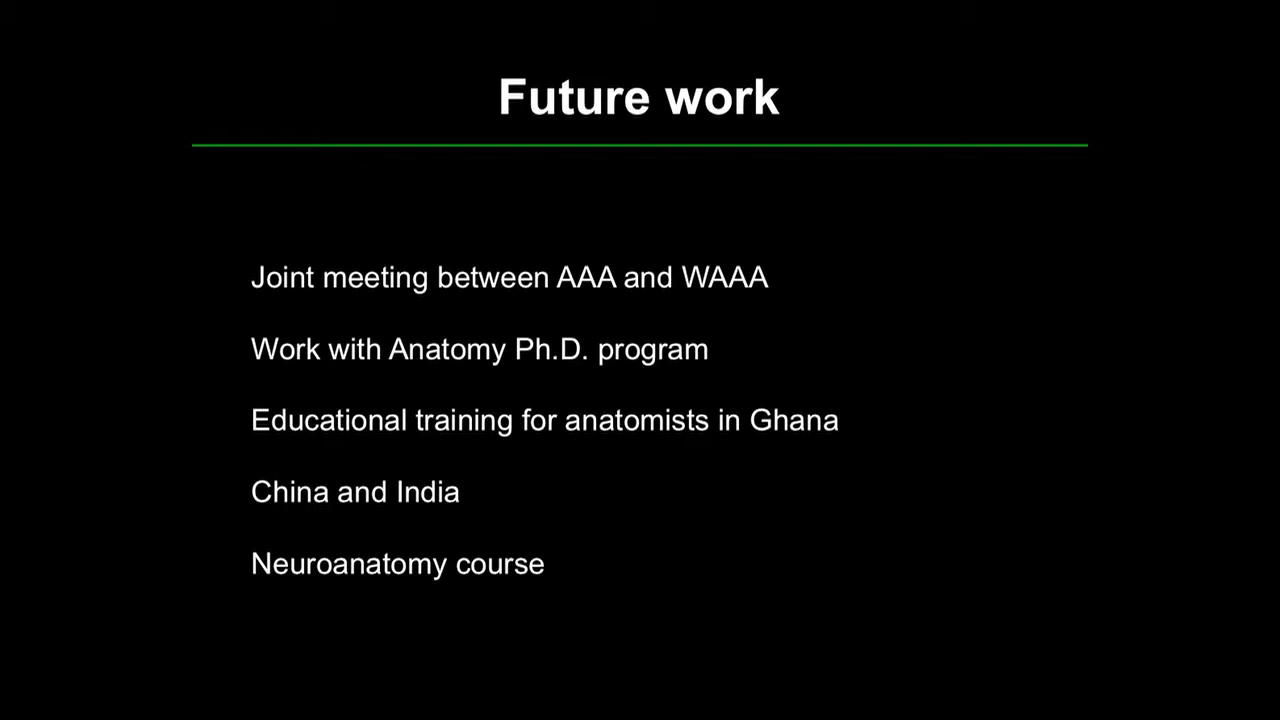 Future work
Joint meeting between AAA and WAAA
Work with Anatomy Ph.D. program
Educational training for anatomists in Ghana
China and India
Neuroanatomy course